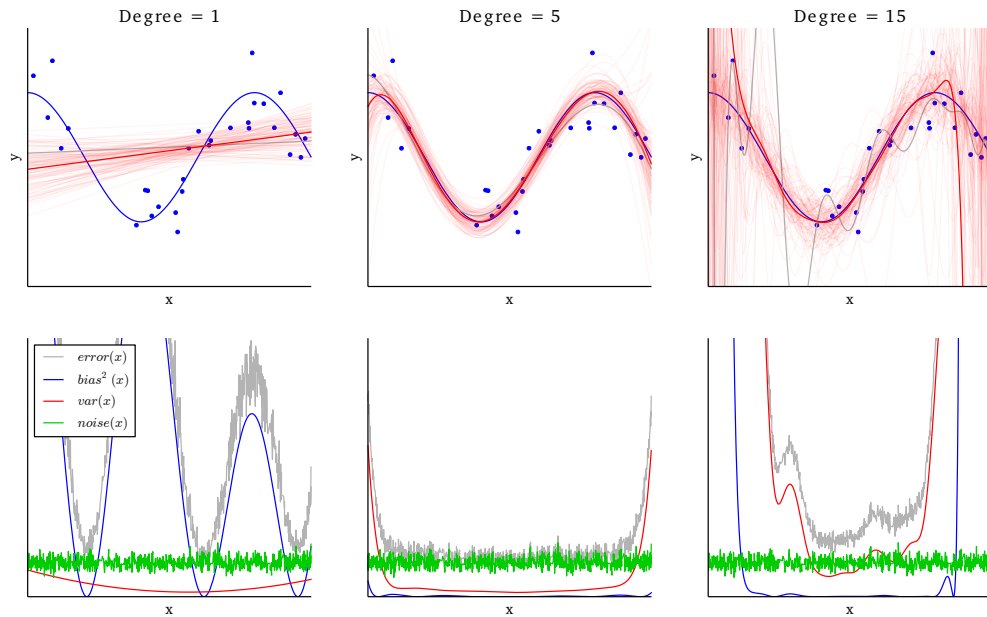 Degree = 1
Degree = 5
Degree = 15
y
y
y
x
x
x
error(x)
bias² (x)
var(x)
noise(x)
x
x
x